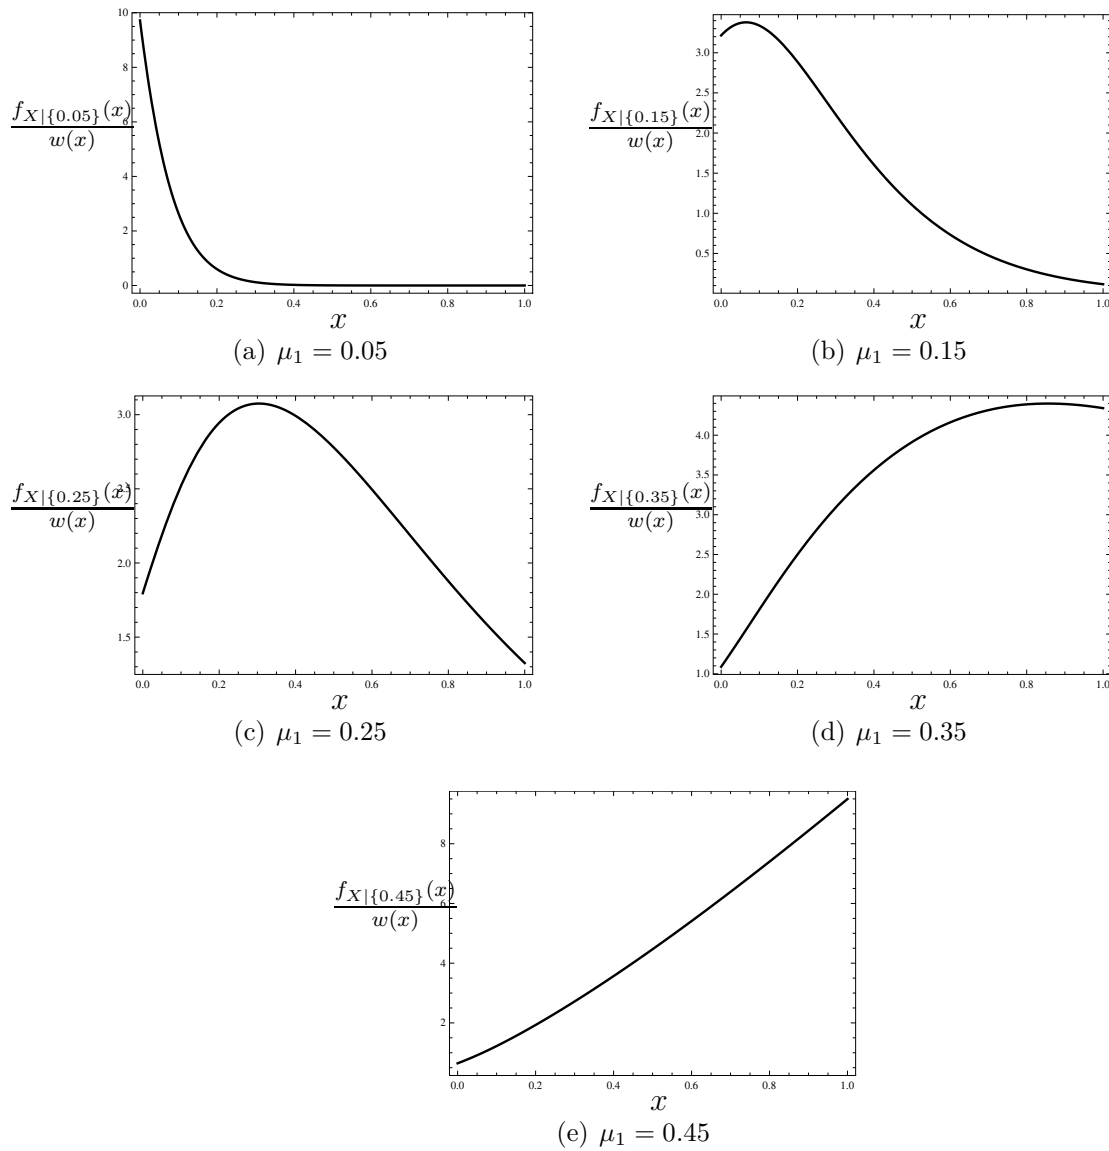 10
8
6
4
2
0
0.0 0.2 0.4 0.6 0.8 1.0
f_{X|{0.05}}(x)
w(x)
x
(a) μ₁ = 0.05
3.0
2.5
2.0
1.5
1.0
0.5
0.0 0.2 0.4 0.6 0.8 1.0
f_{X|{0.15}}(x)
w(x)
x
(b) μ₁ = 0.15
3.0
2.5
2.0
1.5
0.0 0.2 0.4 0.6 0.8 1.0
f_{X|{0.25}}(x)
w(x)
x
(c) μ₁ = 0.25
4.0
3.5
3.0
2.5
2.0
1.5
1.0
0.0 0.2 0.4 0.6 0.8 1.0
f_{X|{0.35}}(x)
w(x)
x
(d) μ₁ = 0.35
8
6
4
2
0.0 0.2 0.4 0.6 0.8 1.0
f_{X|{0.45}}(x)
w(x)
x
(e) μ₁ = 0.45